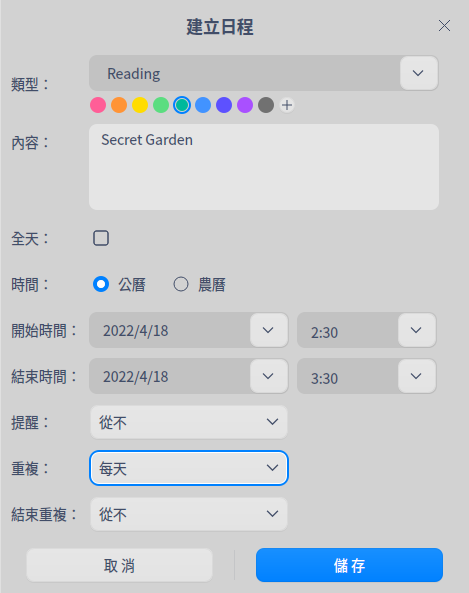 建立日程
類型：
Reading
內容：
Secret Garden
全天：
時間：
公曆
農曆
開始時間：
2022/4/18
2:30
結束時間：
2022/4/18
3:30
提醒：
從不
重複：
每天
結束重複：
從不
取消
儲存